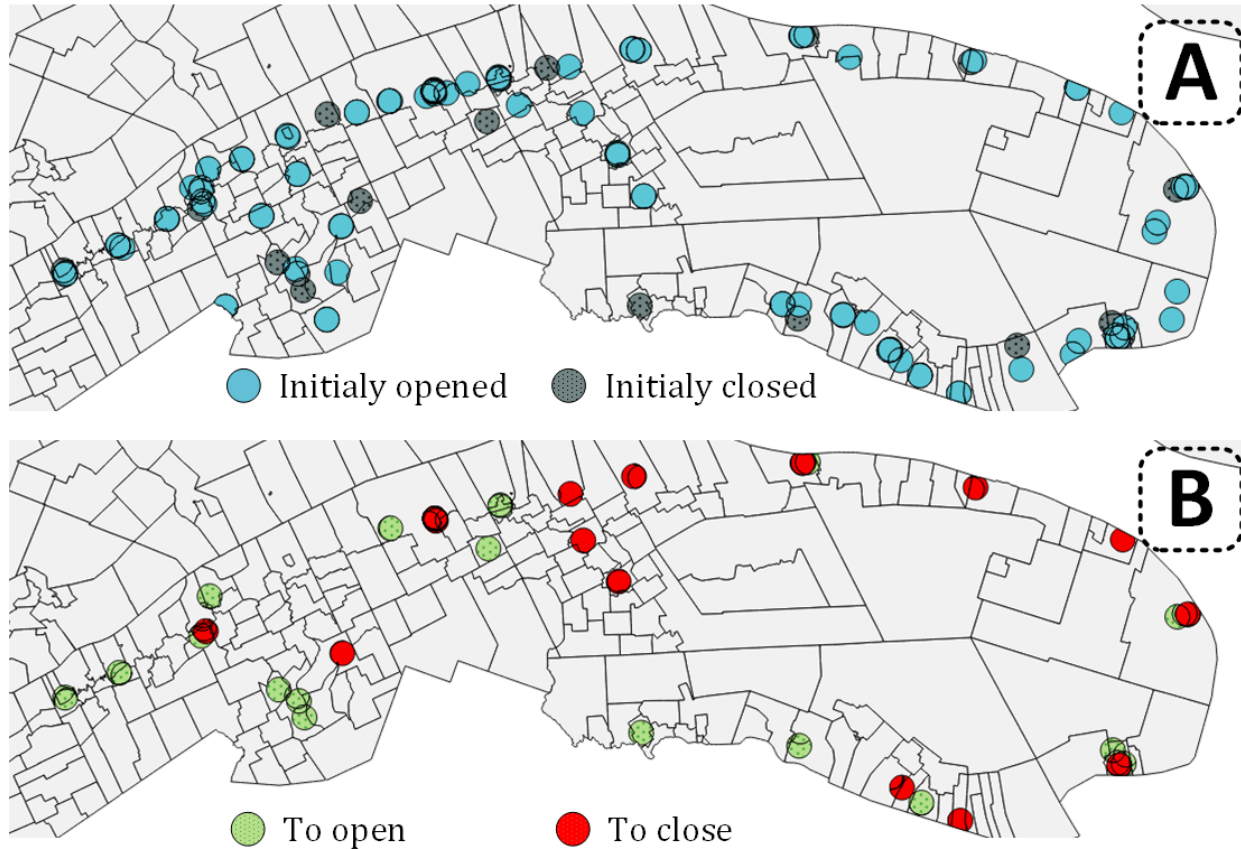 A
Initialy opened
Initialy closed
B
To open
To close